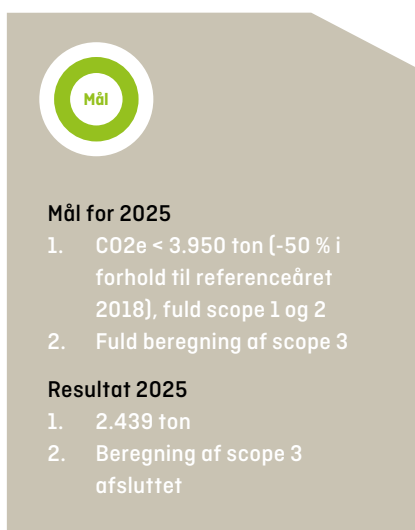 Mål
Mål for 2025
1. CO2e < 3.950 ton (-50 % i
forhold til referenceåret
2018), fuld scope 1 og 2
2. Fuld beregning af scope 3
Resultat 2025
1. 2.439 ton
2. Beregning af scope 3
afsluttet